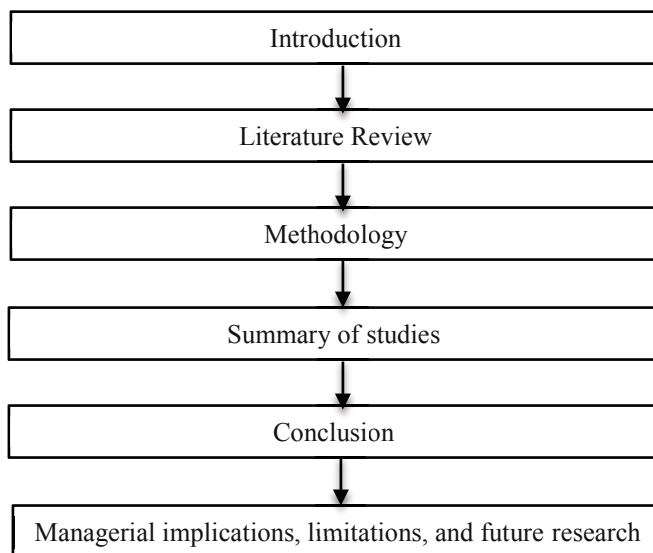 Introduction
Literature Review
Methodology
Summary of studies
Conclusion
Managerial implications, limitations, and future research